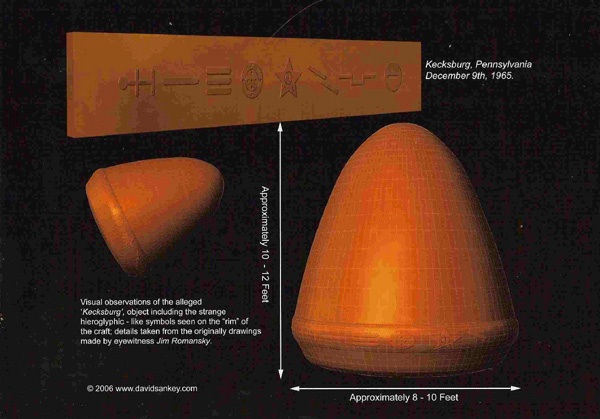 Kecksburg, Pennsylvania
December 9th, 1965.
Approximately 10 - 12 Feet
Visual observations of the alleged
'Kecksburg', object including the strange
hieroglyphic - like symbols seen on the "rim" of
the craft; details taken from the originally drawings
made by eyewitness Jim Romansky.
© 2006 www.davidsankey.com
Approximately 8 - 10 Feet